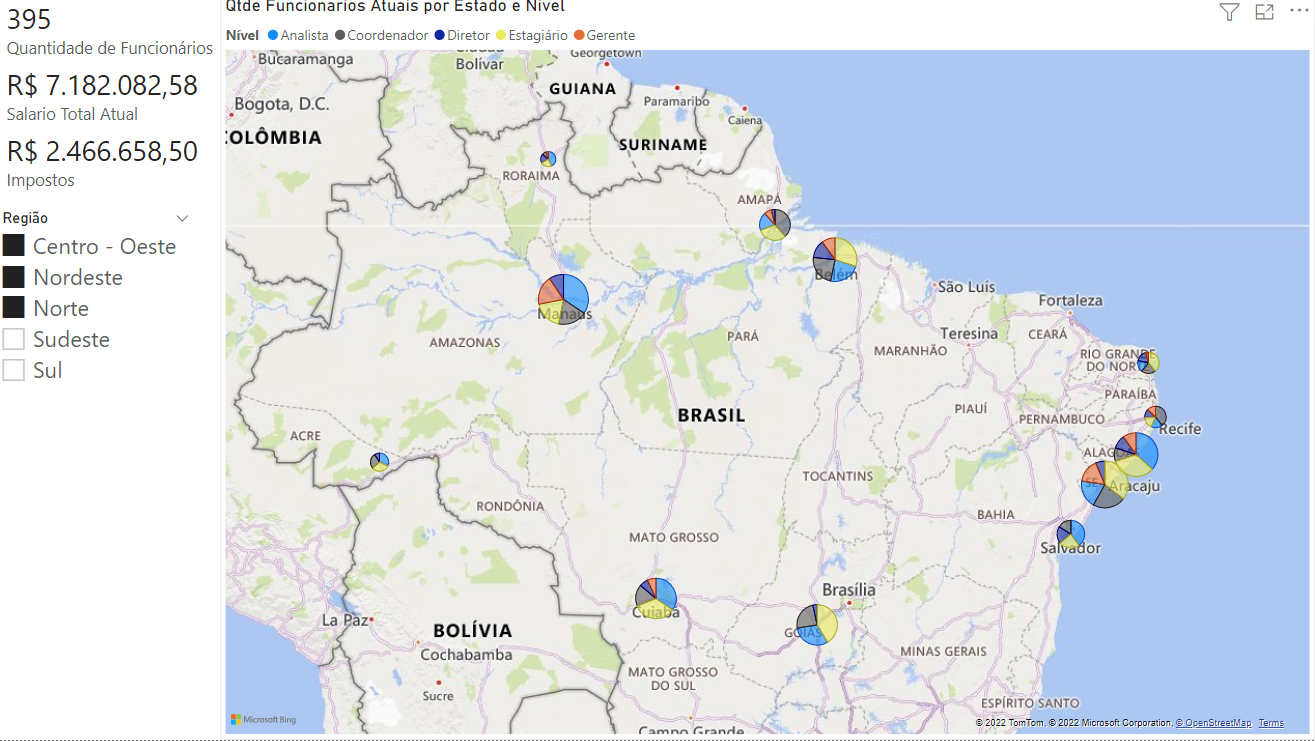 395
Quantidade de Funcionários
R$ 7.182.082,58
Salario Total Atual
R$ 2.466.658,50
Impostos
Região
Centro - Oeste
Nordeste
Norte
Sudeste
Sul
Qtde Funcionarios Atuais por Estado e Nivel
Nível Analista Coordenador Diretor Estagiário Gerente
Bucaramanga
Ciudad
Bolívar
Georgetown
GUIANA
Paramaribo
Bogota, D.C.
Caiena
COLÔMBIA
SURINAME
RORAIMA
AMAPÁ
Belém
São Luís
Manaus
Fortaleza
AMAZONAS
PARÁ
Teresina
CEARÁ
MARANHÃO
RIO GRANDE
DO NOR
PARAÍBA
PIAUÍ
BRASIL
PERNAMBUCO
Recife
ACRE
ALAGO
TOCANTINS
SE
Aracaju
RONDÔNIA
BAHIA
MATO GROSSO
Salvador
Brasília
Cuiabá
La Paz
GOIÁS
BOLÍVIA
Cochabamba
MINAS GERAIS
MATO GROSSO
DO SUL
Sucre
ESPÍRITO SANTO
Microsoft Bing
Campo Grande
© 2022 TomTom, © 2022 Microsoft Corporation, © OpenStreetMap Terms